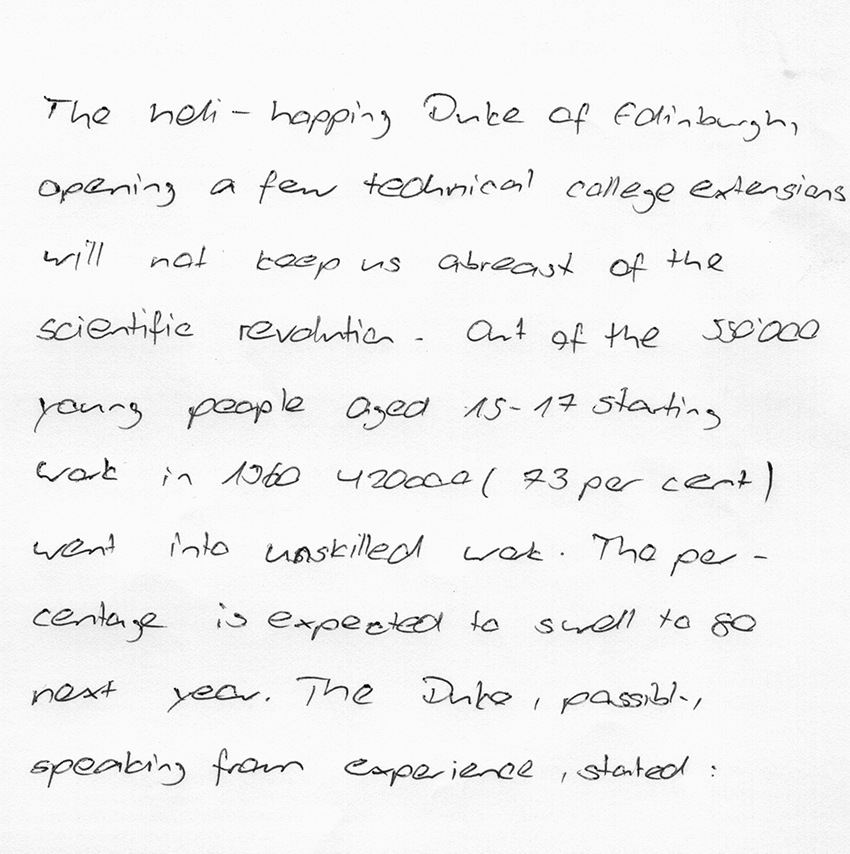 The heli-hopping Duke of Edinburgh,
opening a few technical college extensions
will not keep us abreast of the
scientific revolution. Out of the 550'000
young people aged 15-17 starting
work in 1960 420000 (73 per cent)
went into unskilled work. The per-
centage is expected to swell to 80
next year. The Duke, possibly,
speaking from experience, stated: